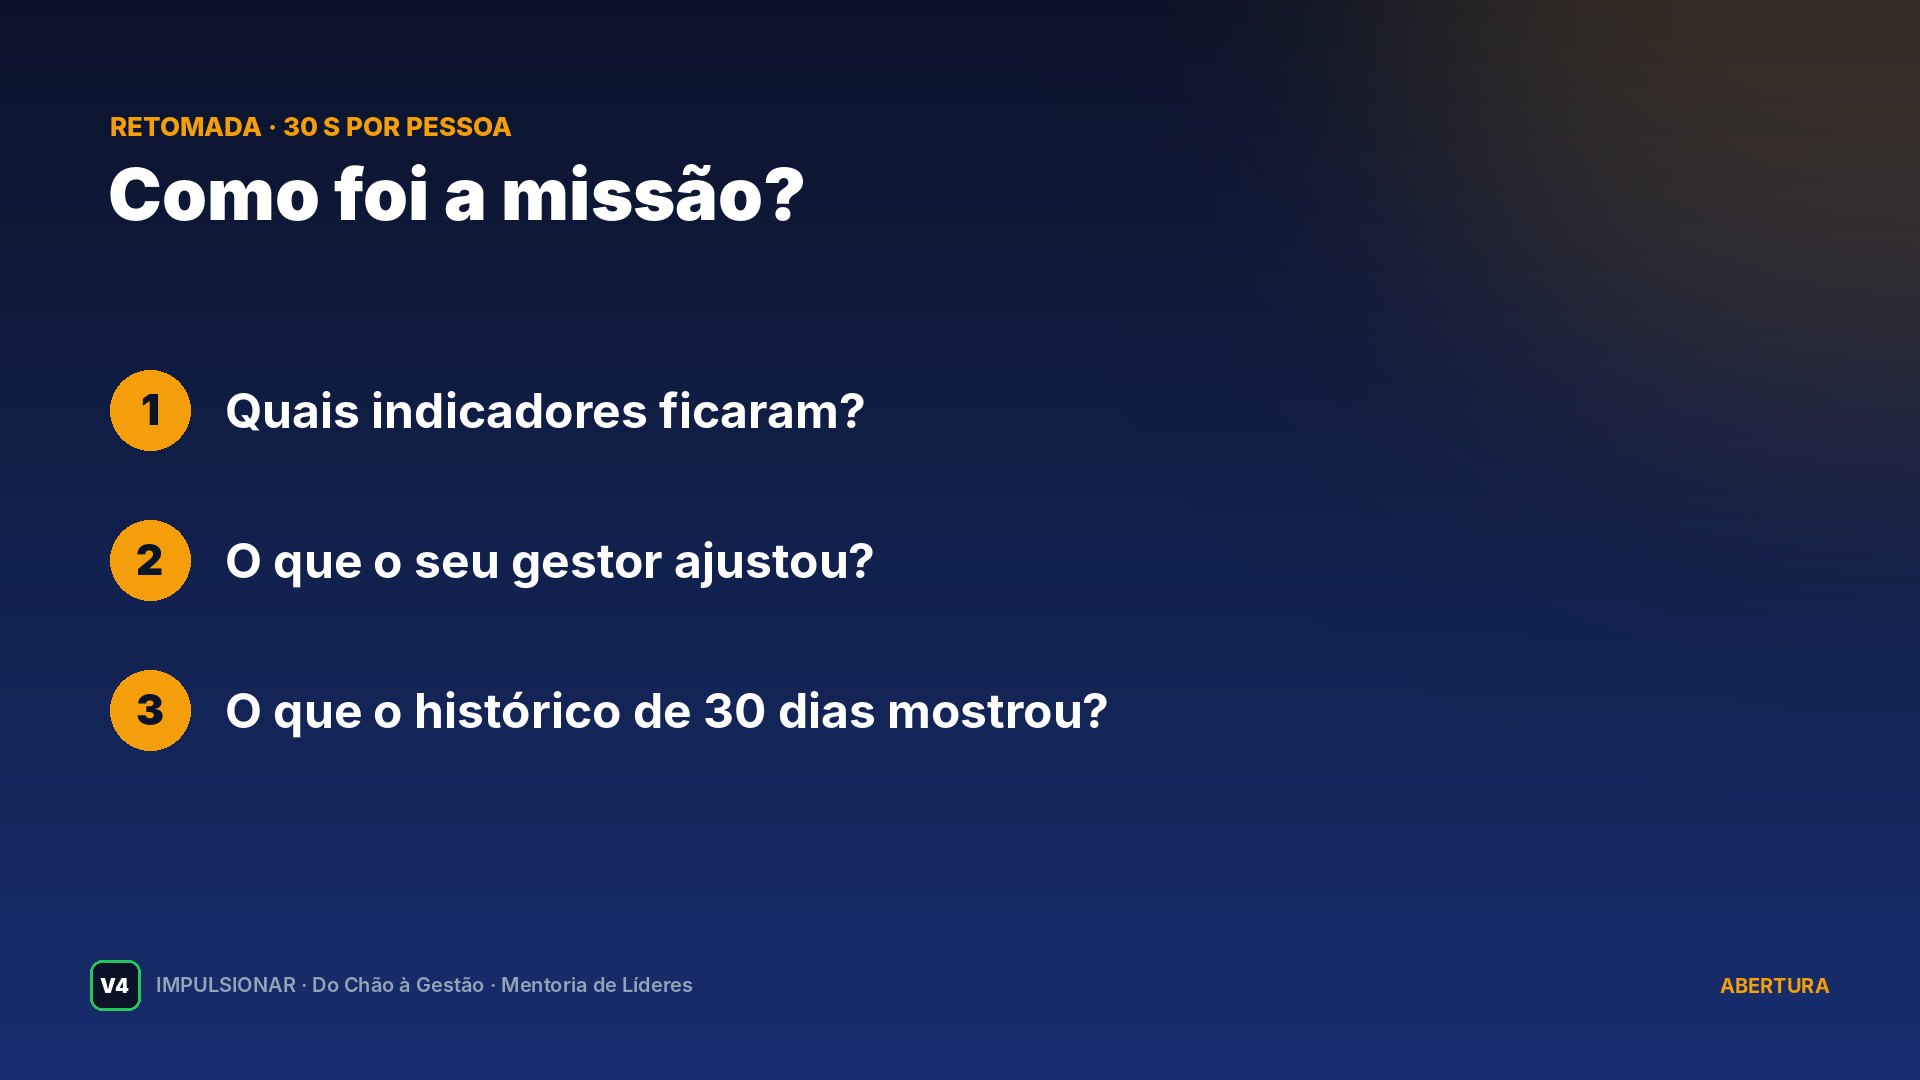 RETOMADA · 30 S POR PESSOA
Como foi a missão?
1 Quais indicadores ficaram?
2 O que o seu gestor ajustou?
3 O que o histórico de 30 dias mostrou?
V4 IMPULSIONAR · Do Chão à Gestão · Mentoria de Líderes
ABERTURA